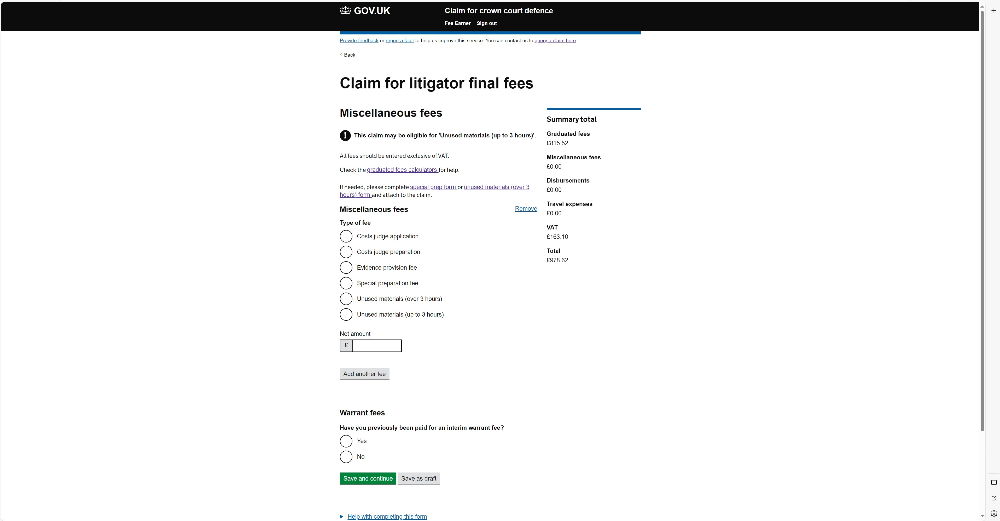 GOV.UK
Claim for crown court defence
Fee Earner Sign out
Provide feedback or report a fault to help us improve this service. You can contact us to query a claim here.
Back
Claim for litigator final fees
Miscellaneous fees
! This claim may be eligible for 'Unused materials (up to 3 hours)'.
All fees should be entered exclusive of VAT.
Check the graduated fees calculators for help.
If needed, please complete special prep form or unused materials (over 3
hours) form and attach to the claim.
Miscellaneous fees
Remove
Type of fee
Costs judge application
Costs judge preparation
Evidence provision fee
Special preparation fee
Unused materials (over 3 hours)
Unused materials (up to 3 hours)
Net amount
£
Add another fee
Warrant fees
Have you previously been paid for an interim warrant fee?
Yes
No
Save and continue
Save as draft
Help with completing this form
Summary total
Graduated fees
£815.52
Miscellaneous fees
£0.00
Disbursements
£0.00
Travel expenses
£0.00
VAT
£163.10
Total
£978.62